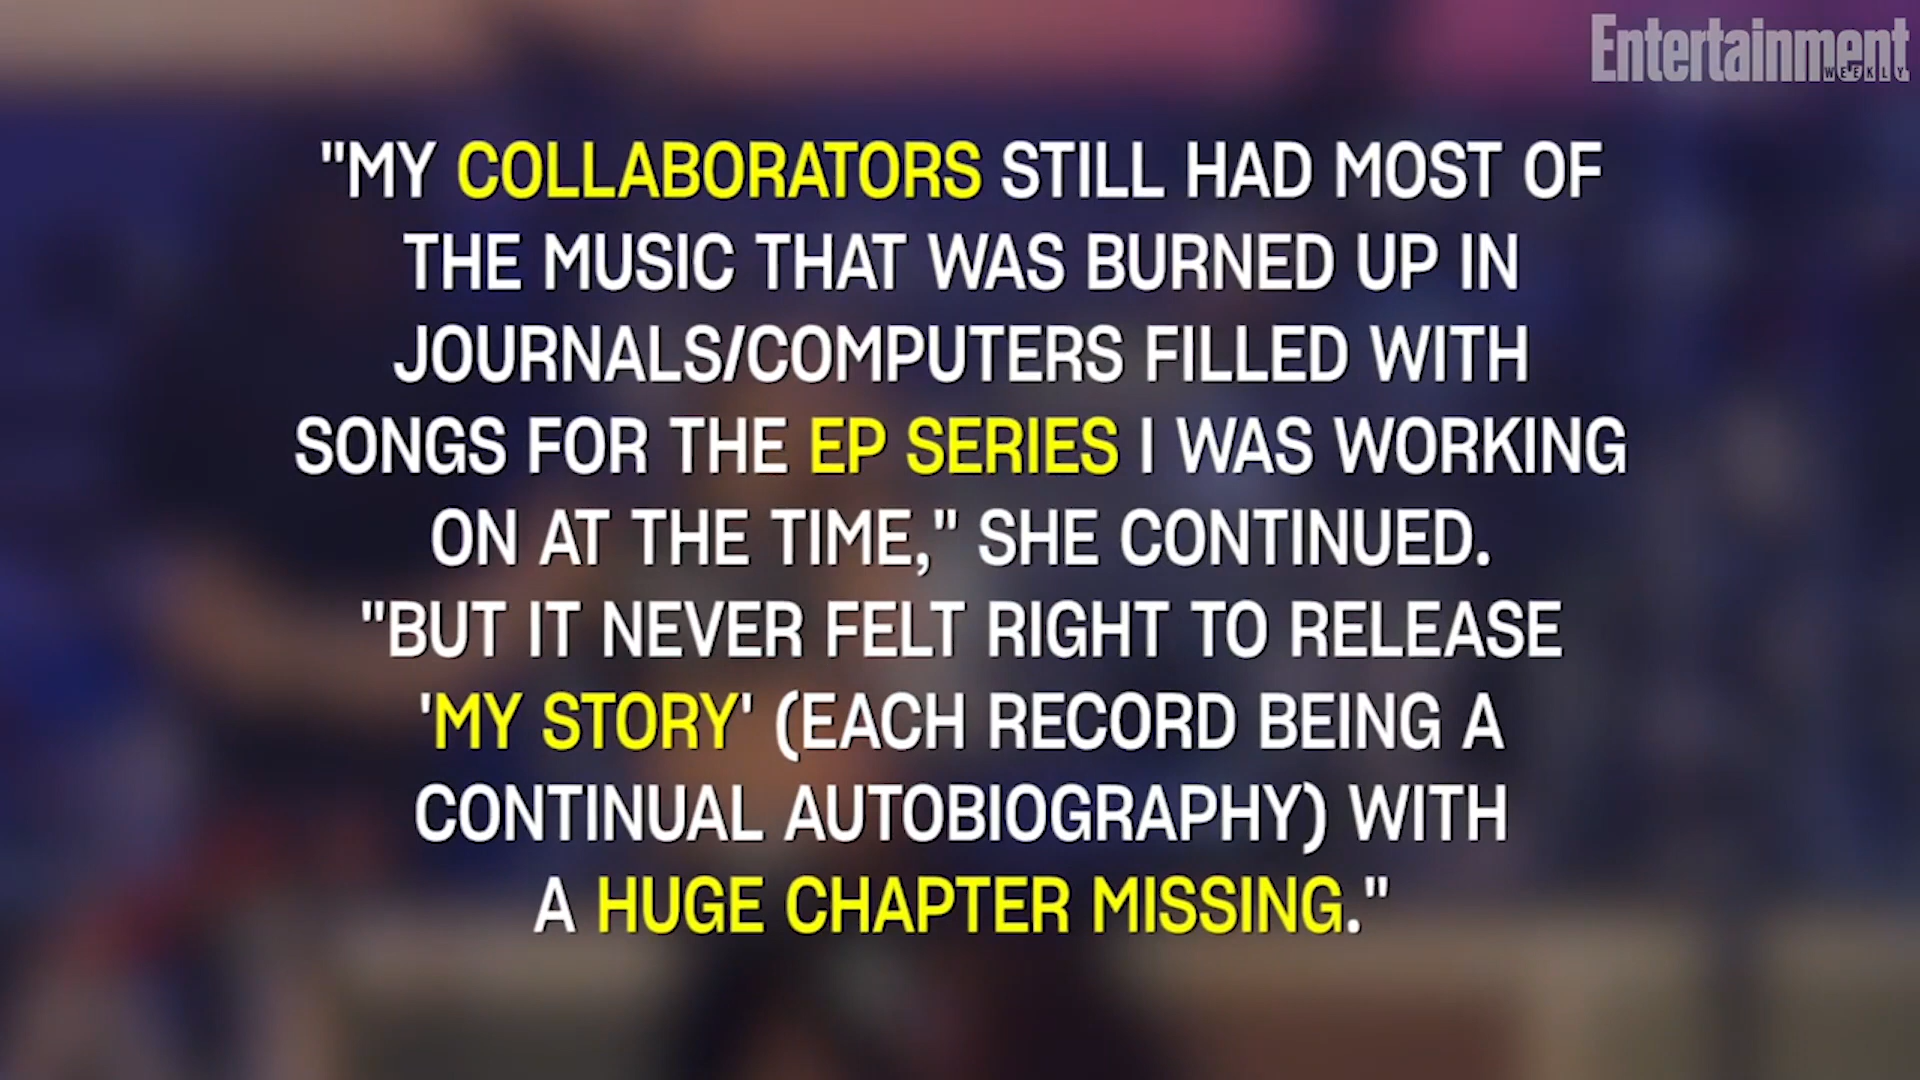 Entertainment
WEEKLY
"MY COLLABORATORS STILL HAD MOST OF
THE MUSIC THAT WAS BURNED UP IN
JOURNALS/COMPUTERS FILLED WITH
SONGS FOR THE EP SERIES I WAS WORKING
ON AT THE TIME," SHE CONTINUED.
"BUT IT NEVER FELT RIGHT TO RELEASE
'MY STORY' (EACH RECORD BEING A
CONTINUAL AUTOBIOGRAPHY) WITH
A HUGE CHAPTER MISSING."